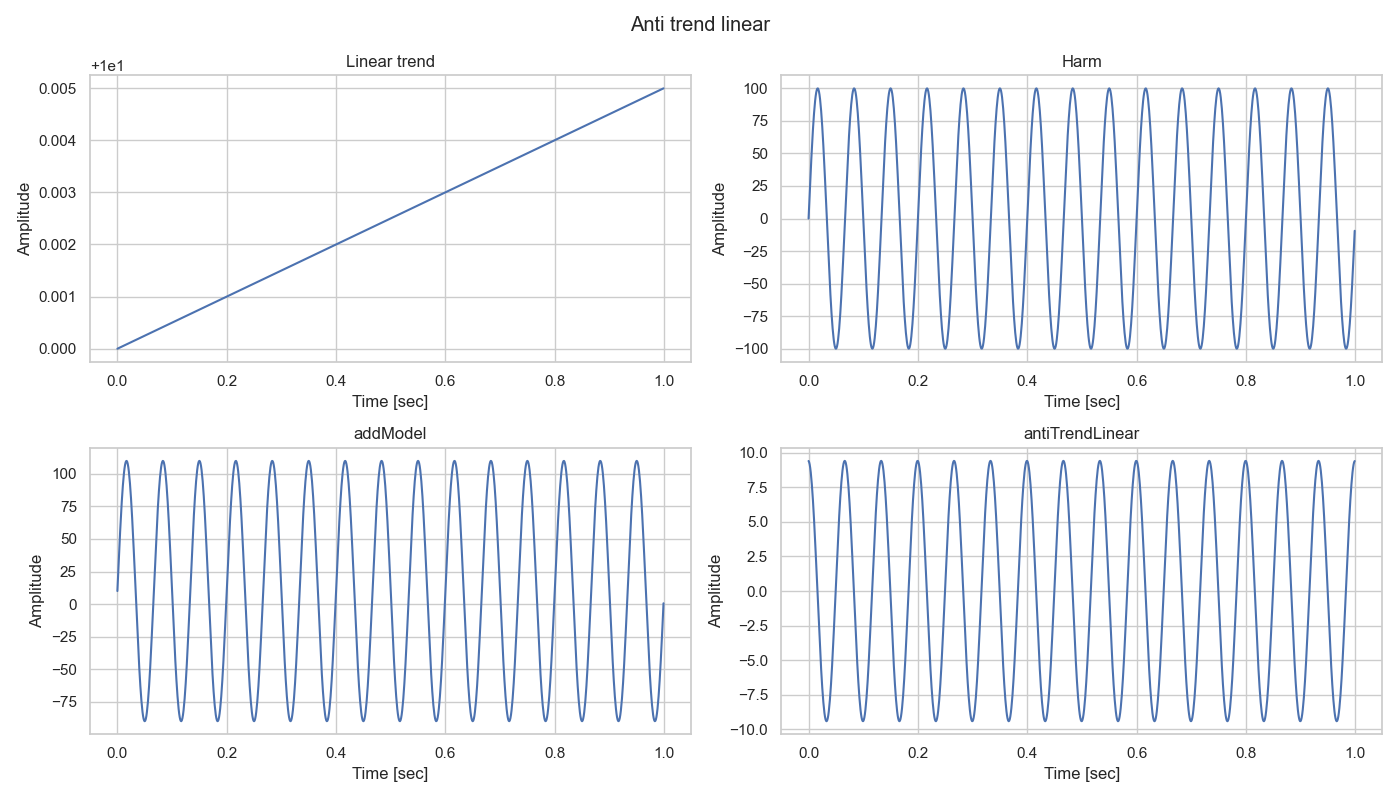 Anti trend linear
Linear trend
+1e1
0.005
0.004
0.003
0.002
0.001
0.000
Amplitude
0.0 0.2 0.4 0.6 0.8 1.0
Time [sec]
Harm
100
75
50
25
0
−25
−50
−75
−100
Amplitude
0.0 0.2 0.4 0.6 0.8 1.0
Time [sec]
addModel
100
75
50
25
0
−25
−50
−75
Amplitude
0.0 0.2 0.4 0.6 0.8 1.0
Time [sec]
antiTrendLinear
10.0
7.5
5.0
2.5
0.0
−2.5
−5.0
−7.5
−10.0
Amplitude
0.0 0.2 0.4 0.6 0.8 1.0
Time [sec]